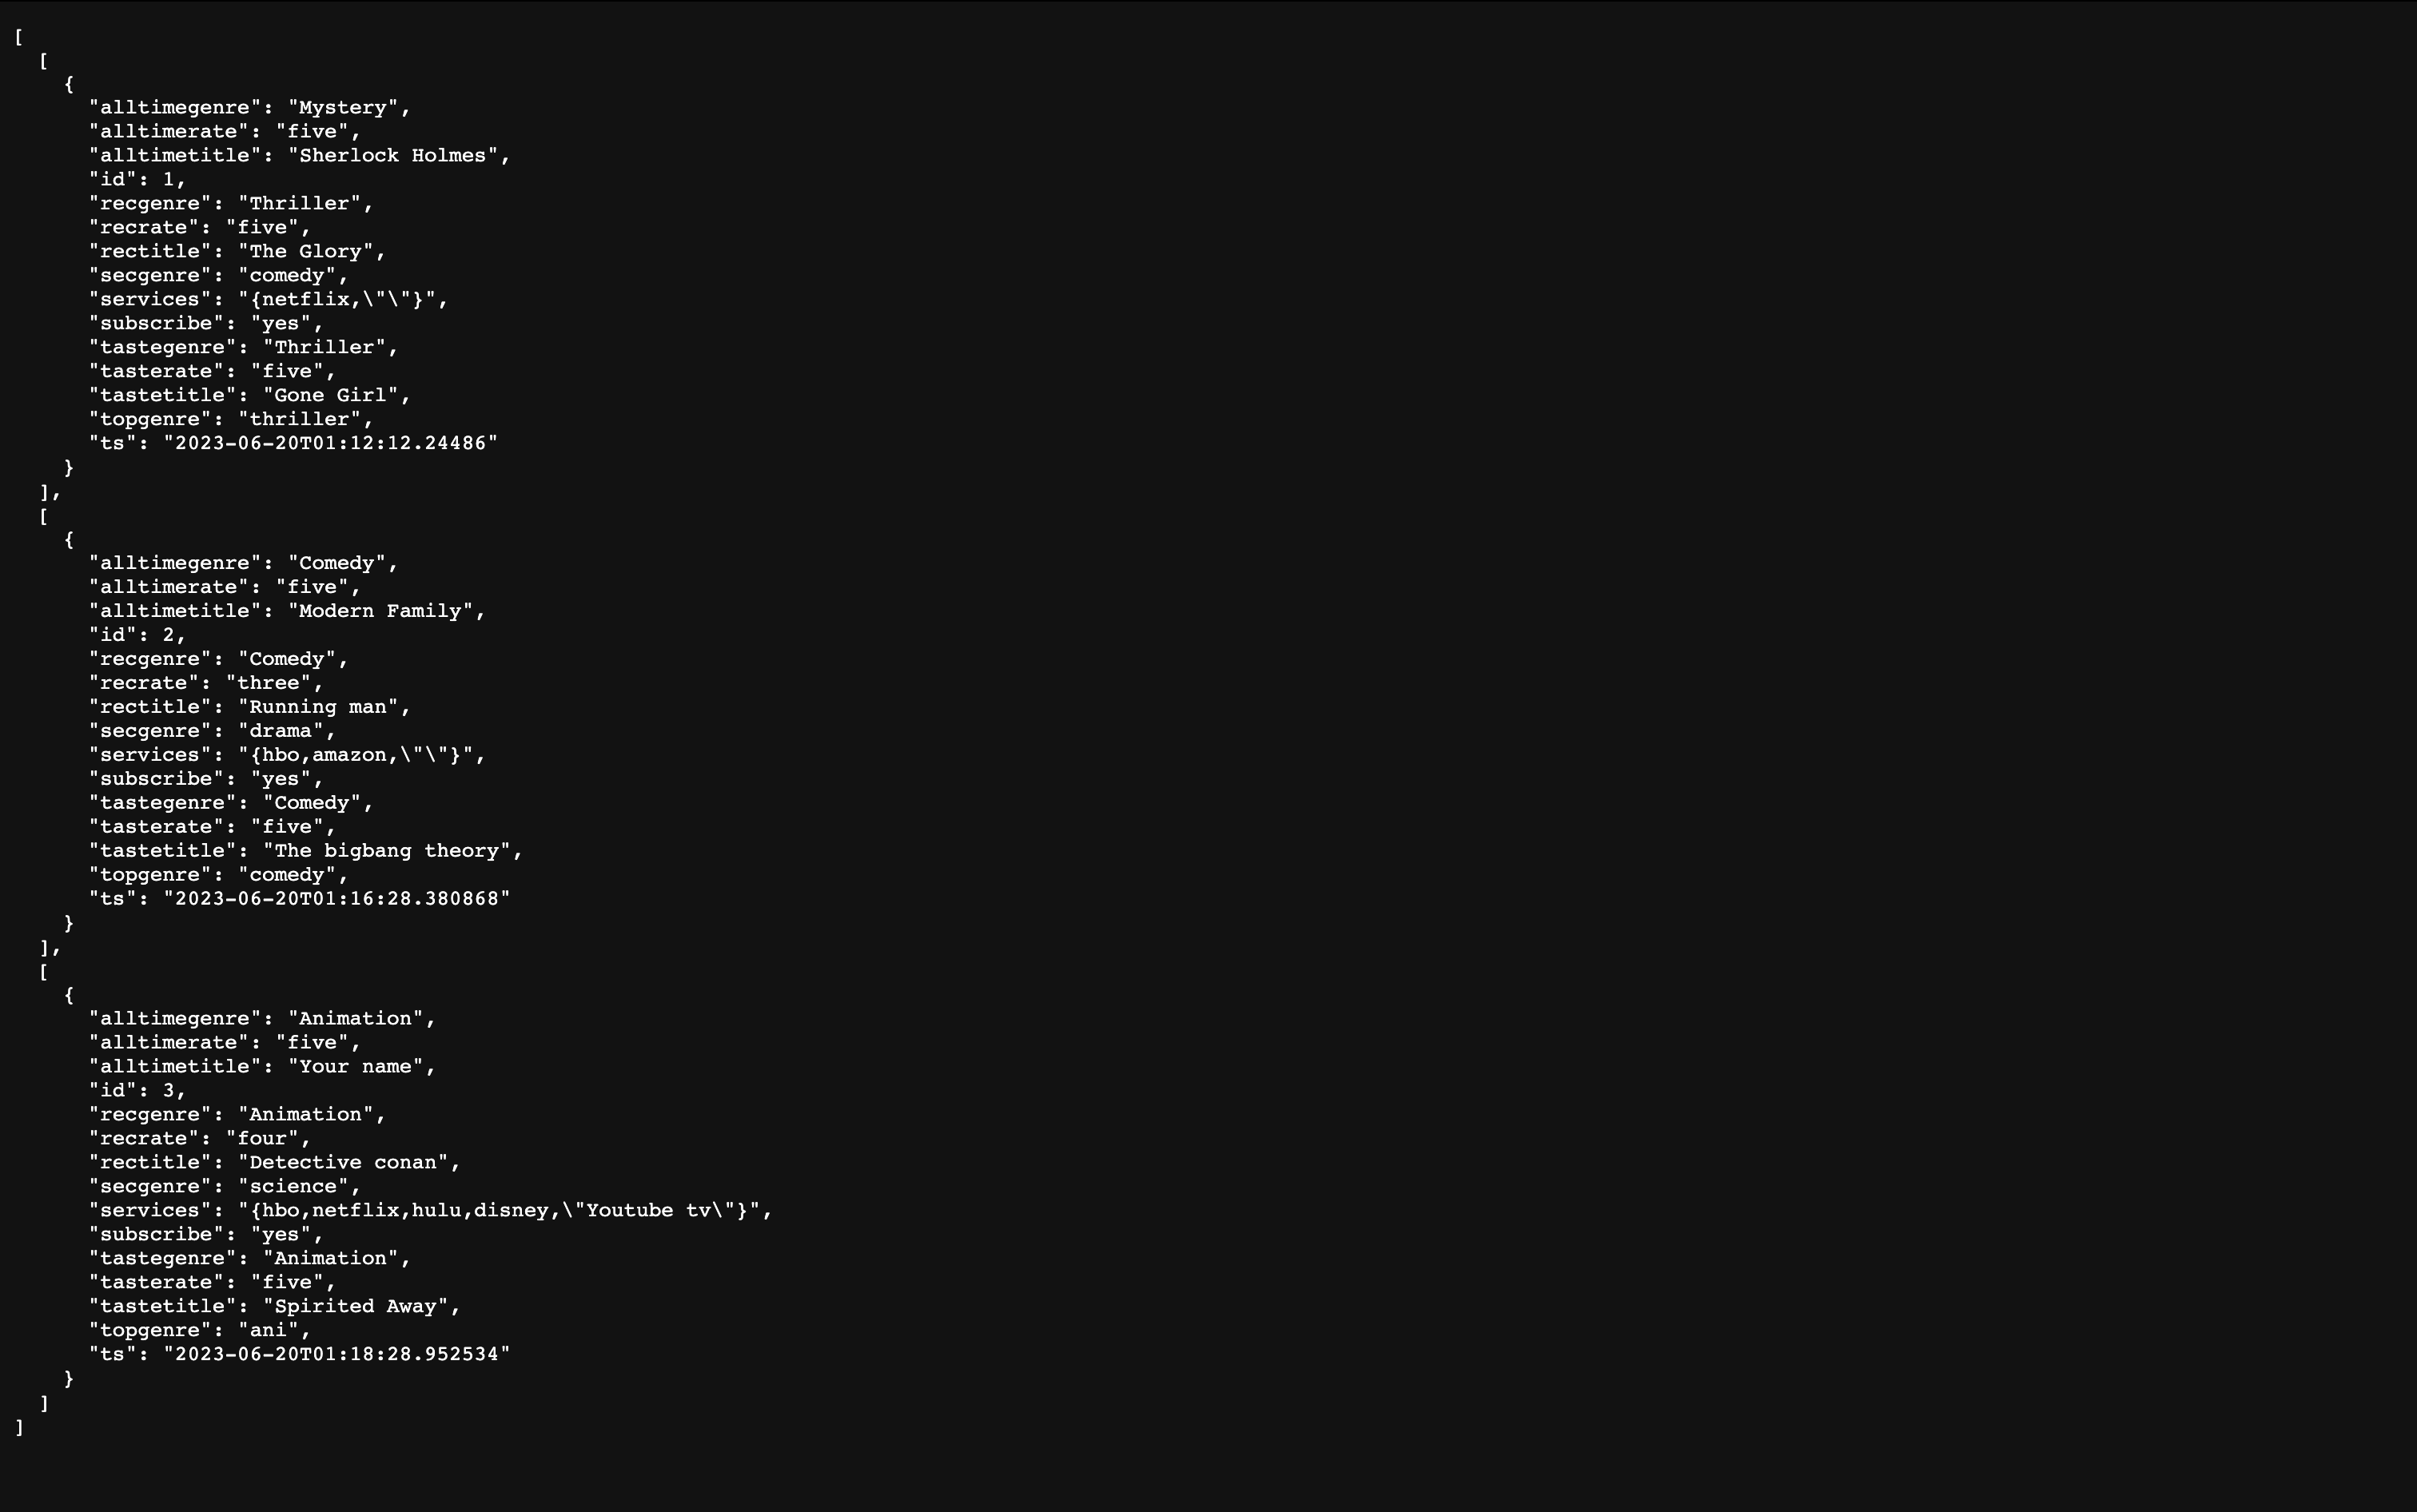 [
  [
    {
      "alltimegenre": "Mystery",
      "alltimerate": "five",
      "alltimetitle": "Sherlock Holmes",
      "id": 1,
      "recgenre": "Thriller",
      "recrate": "five",
      "rectitle": "The Glory",
      "secgenre": "comedy",
      "services": "{netflix,\"\"}",
      "subscribe": "yes",
      "tastegenre": "Thriller",
      "tasterate": "five",
      "tastetitle": "Gone Girl",
      "topgenre": "thriller",
      "ts": "2023-06-20T01:12:12.24486"
    }
  ],
  [
    {
      "alltimegenre": "Comedy",
      "alltimerate": "five",
      "alltimetitle": "Modern Family",
      "id": 2,
      "recgenre": "Comedy",
      "recrate": "three",
      "rectitle": "Running man",
      "secgenre": "drama",
      "services": "{hbo,amazon,\"\"}",
      "subscribe": "yes",
      "tastegenre": "Comedy",
      "tasterate": "five",
      "tastetitle": "The bigbang theory",
      "topgenre": "comedy",
      "ts": "2023-06-20T01:16:28.380868"
    }
  ],
  [
    {
      "alltimegenre": "Animation",
      "alltimerate": "five",
      "alltimetitle": "Your name",
      "id": 3,
      "recgenre": "Animation",
      "recrate": "four",
      "rectitle": "Detective conan",
      "secgenre": "science",
      "services": "{hbo,netflix,hulu,disney,\"Youtube tv\"}",
      "subscribe": "yes",
      "tastegenre": "Animation",
      "tasterate": "five",
      "tastetitle": "Spirited Away",
      "topgenre": "ani",
      "ts": "2023-06-20T01:18:28.952534"
    }
  ]
]